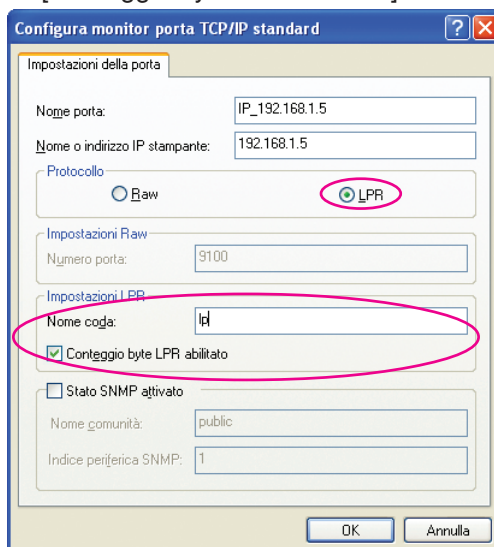 Configura monitor porta TCP/IP standard
Impostazioni della porta
Nome porta: IP_192.168.1.5
Nome o indirizzo IP stampante: 192.168.1.5
Protocollo
Raw LPR
Impostazioni Raw
Numero porta: 9100
Impostazioni LPR
Nome coda: lp
Conteggio byte LPR abilitato
Stato SNMP attivato
Nome comunità: public
Indice periferica SNMP: 1
OK Annulla